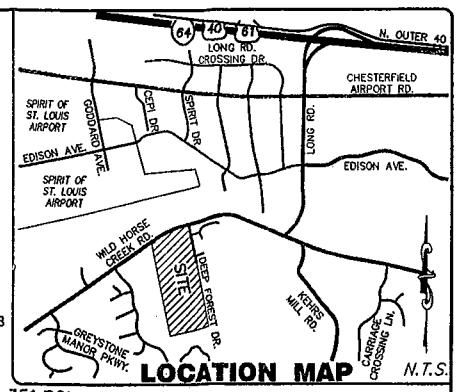 64 40 61
N. OUTER 40
LONG RD.
CROSSING DR.
CHESTERFIELD
AIRPORT RD.
SPIRIT OF
ST. LOUIS
AIRPORT
GODDARD AVE.
CEPI DR.
SPIRIT DR.
LONG RD.
EDISON AVE.
EDISON AVE.
SPIRIT OF
ST. LOUIS
AIRPORT
WILD HORSE
CREEK RD.
SITE
DEEP FOREST DR.
KEHRS
MILL RD.
CARRIAGE
CROSSING LN.
GREYSTONE
MANOR PKWY.
LOCATION MAP
N.T.S.